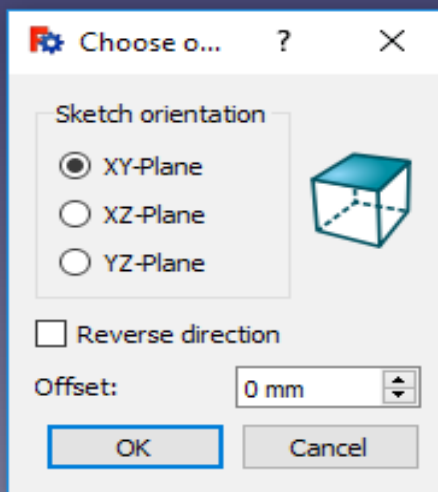 Choose o... ?
Sketch orientation
XY-Plane
XZ-Plane
YZ-Plane
Reverse direction
Offset: 0 mm
OK Cancel